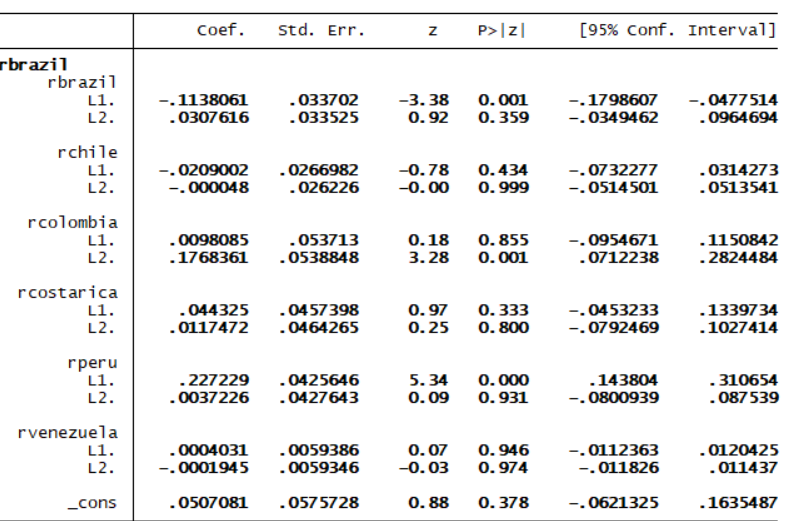 Coef. Std. Err. z P>|z| [95% Conf. Interval]
rbrazil
rbrazil
L1. -.1138061 .033702 -3.38 0.001 -.1798607 -.0477514
L2. .0307616 .033525 0.92 0.359 -.0349462 .0964694
rchile
L1. -.0209002 .0266982 -0.78 0.434 -.0732277 .0314273
L2. -.000048 .026226 -0.00 0.999 -.0514501 .0513541
rcolombia
L1. .0098085 .053713 0.18 0.855 -.0954671 .1150842
L2. .1768361 .0538848 3.28 0.001 .0712238 .2824484
rcostarica
L1. .044325 .0457398 0.97 0.333 -.0453233 .1339734
L2. .0117472 .0464265 0.25 0.800 -.0792469 .1027414
rperu
L1. .227229 .0425646 5.34 0.000 .143804 .310654
L2. .0037226 .0427643 0.09 0.931 -.0800939 .087539
rvenezuela
L1. .0004031 .0059386 0.07 0.946 -.0112363 .0120425
L2. -.0001945 .0059346 -0.03 0.974 -.011826 .011437
_cons .0507081 .0575728 0.88 0.378 -.0621325 .1635487